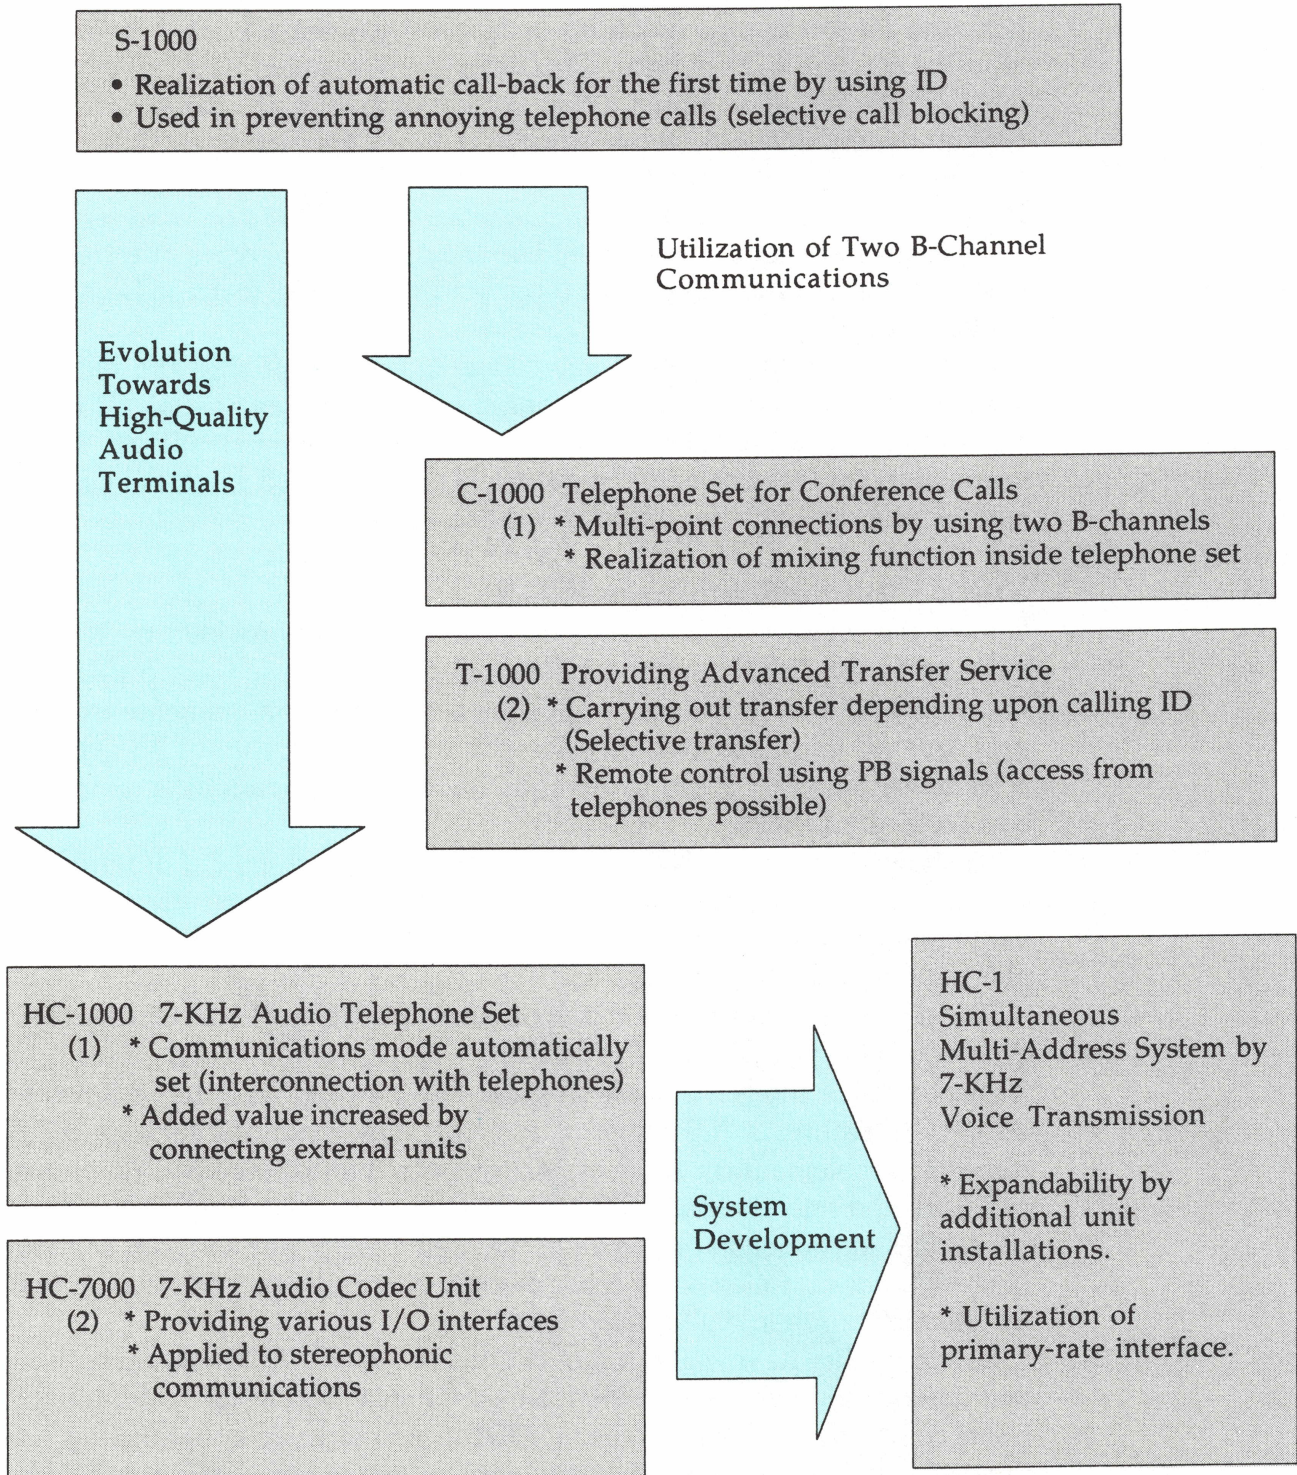 S-1000
• Realization of automatic call-back for the first time by using ID
• Used in preventing annoying telephone calls (selective call blocking)
Utilization of Two B-Channel
Communications
Evolution
Towards
High-Quality
Audio
Terminals
C-1000 Telephone Set for Conference Calls
(1) * Multi-point connections by using two B-channels
* Realization of mixing function inside telephone set
T-1000 Providing Advanced Transfer Service
(2) * Carrying out transfer depending upon calling ID
(Selective transfer)
* Remote control using PB signals (access from
telephones possible)
HC-1000 7-KHz Audio Telephone Set
(1) * Communications mode automatically
set (interconnection with telephones)
* Added value increased by
connecting external units
HC-7000 7-KHz Audio Codec Unit
(2) * Providing various I/O interfaces
* Applied to stereophonic
communications
System
Development
HC-1
Simultaneous
Multi-Address System by
7-KHz
Voice Transmission
* Expandability by
additional unit
installations.
* Utilization of
primary-rate interface.